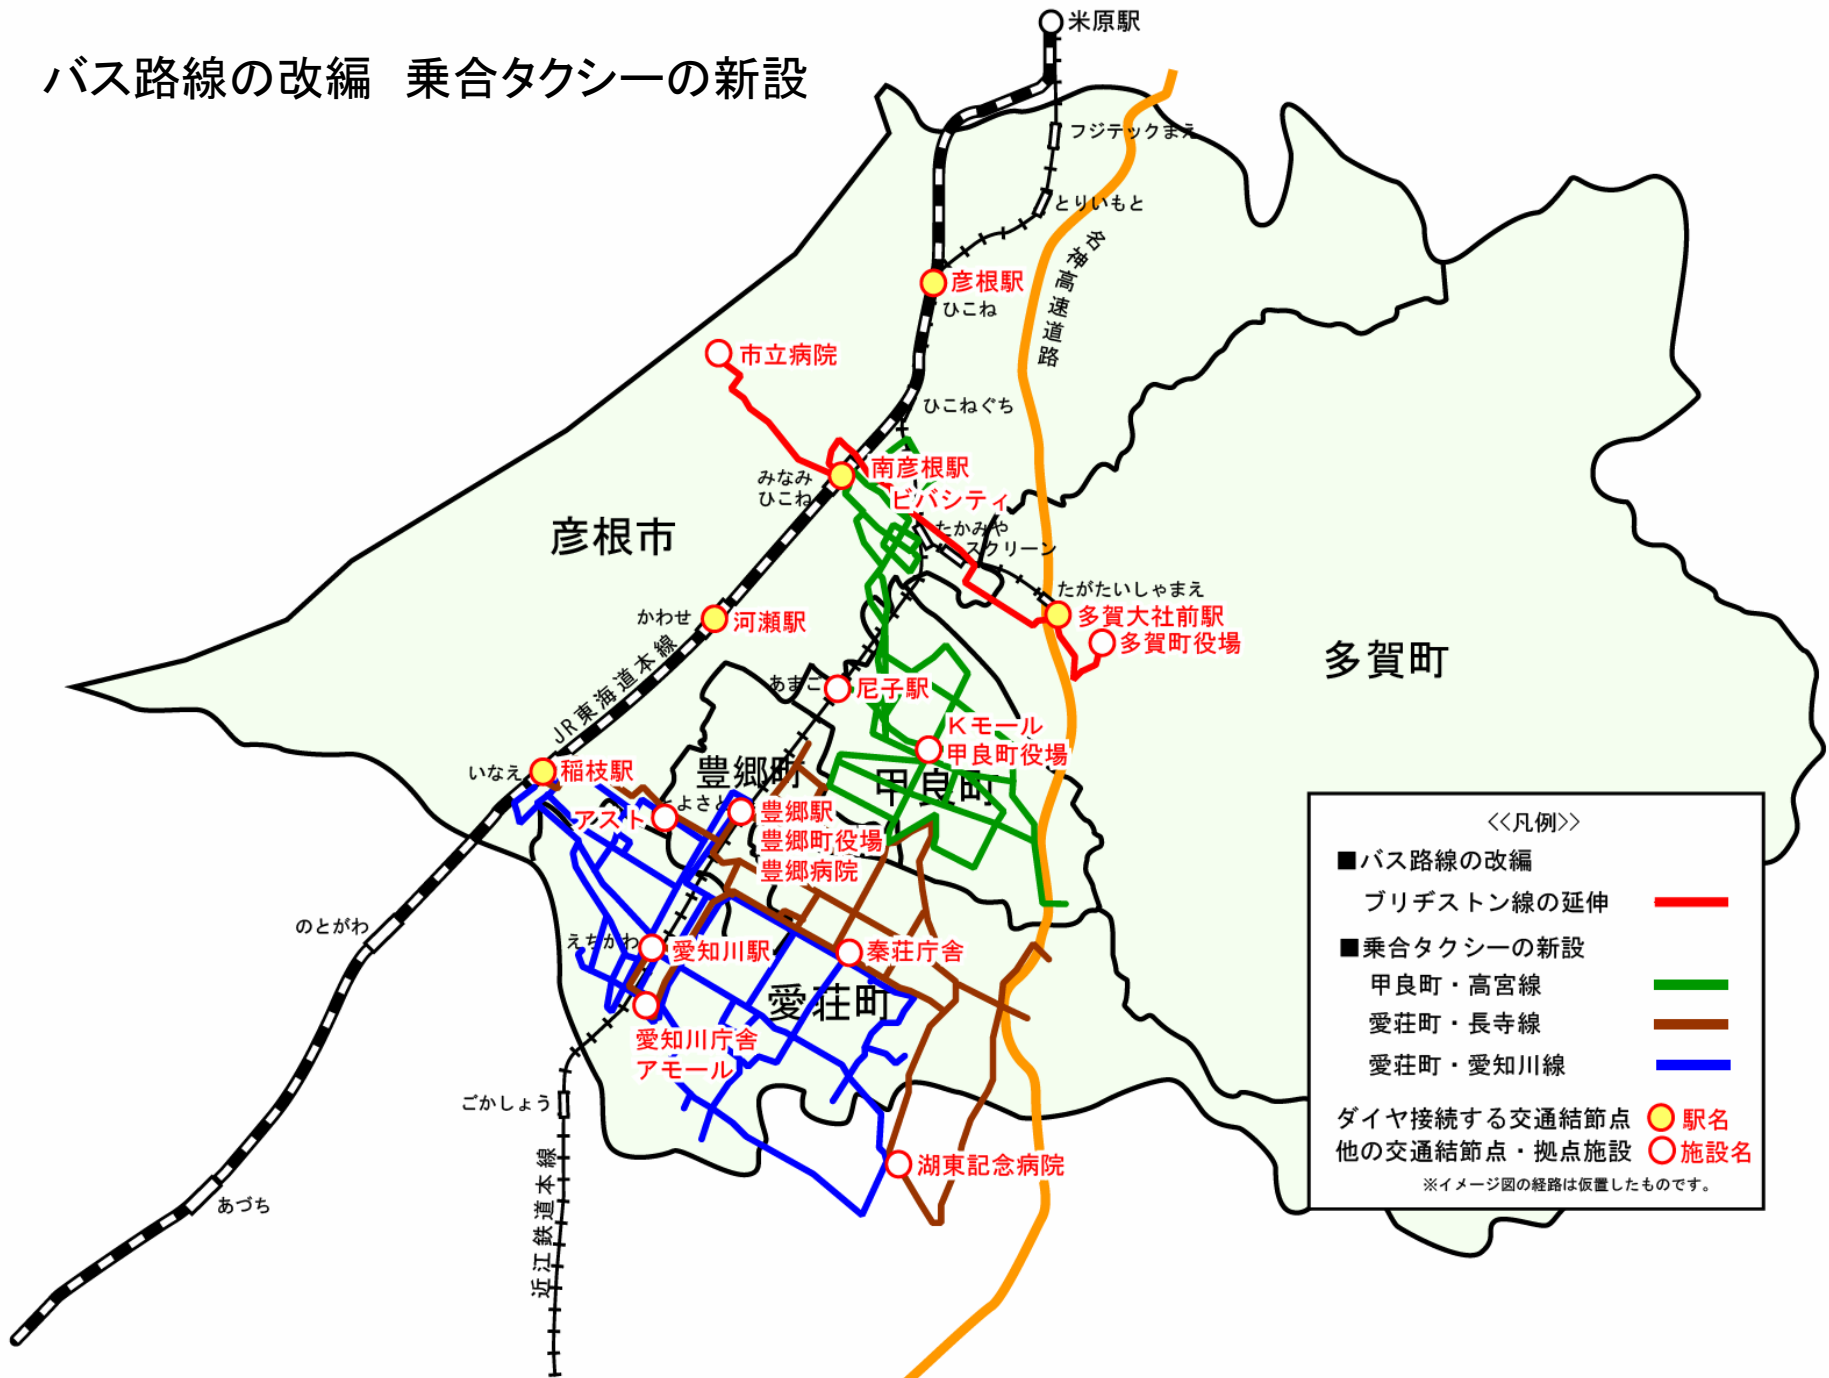 バス路線の改編　乗合タクシーの新設
米原駅
フジテックまえ
とりいもと
名神高速道路
彦根駅
ひこね
市立病院
ひこねぐち
みなみ
ひこね
南彦根駅
ビバシティ
たかみや
スクリーン
彦根市
たがたいしゃまえ
多賀大社前駅
多賀町役場
多賀町
かわせ
河瀬駅
JR東海道本線
あまご
尼子駅
Kモール
甲良町役場
甲良町
豊郷町
いなえ
稲枝駅
アスト
とよさと
豊郷駅
豊郷町役場
豊郷病院
のとがわ
えちがわ
愛知川駅
秦荘庁舎
愛荘町
愛知川庁舎
アモール
ごかしょう
湖東記念病院
あづち
近江鉄道本線
<<凡例>>
■バス路線の改編
ブリヂストン線の延伸
■乗合タクシーの新設
甲良町・高宮線
愛荘町・長寺線
愛荘町・愛知川線
ダイヤ接続する交通結節点 駅名
他の交通結節点・拠点施設 施設名
※イメージ図の経路は仮置したものです。